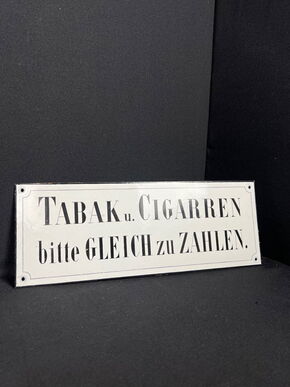 TABAK u. CIGARREN
bitte GLEICH zu ZAHLEN.